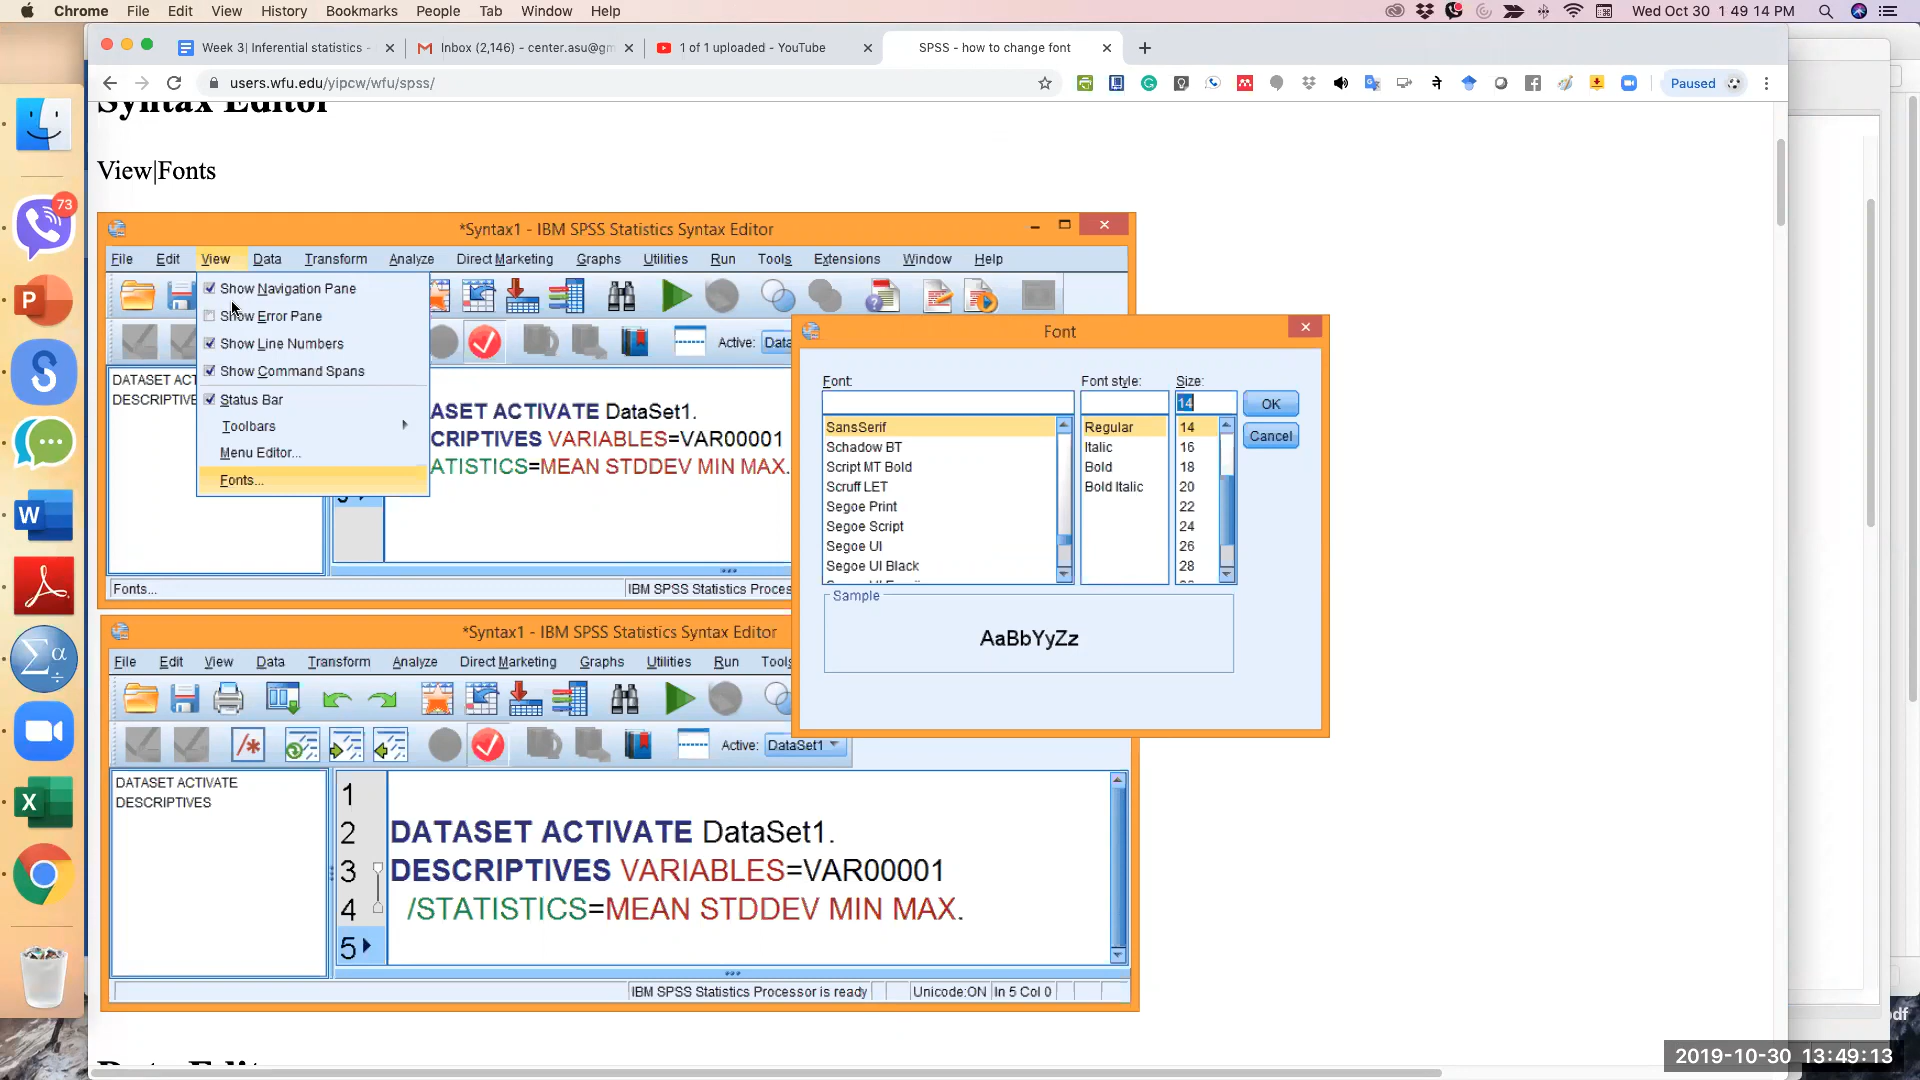 Chrome File Edit View History Bookmarks People Tab Window Help Wed Oct 30 1:49:14 PM
Week 3| Inferential statistics - Inbox (2,146) - center.asu@gm 1 of 1 uploaded - YouTube SPSS - how to change font
users.wfu.edu/yipcw/wfu/spss/ Paused
Syntax Editor
View|Fonts
*Syntax1 - IBM SPSS Statistics Syntax Editor
File Edit View Data Transform Analyze Direct Marketing Graphs Utilities Run Tools Extensions Window Help
Show Navigation Pane
Show Error Pane
Show Line Numbers
Show Command Spans
Status Bar
Toolbars
Menu Editor...
Fonts...
Active: Data
DATASET ACT
DESCRIPTIVE
ASET ACTIVATE DataSet1.
CRIPTIVES VARIABLES=VAR00001
ATISTICS=MEAN STDDEV MIN MAX.
Fonts... IBM SPSS Statistics Proces
Font
Font: Font style: Size:
14
SansSerif Regular 14
Schadow BT Italic 16
Script MT Bold Bold 18
Scruff LET Bold Italic 20
Segoe Print 22
Segoe Script 24
Segoe UI 26
Segoe UI Black 28
OK
Cancel
Sample
AaBbYyZz
*Syntax1 - IBM SPSS Statistics Syntax Editor
File Edit View Data Transform Analyze Direct Marketing Graphs Utilities Run Tools
Active: DataSet1
DATASET ACTIVATE
DESCRIPTIVES
1
2 DATASET ACTIVATE DataSet1.
3 DESCRIPTIVES VARIABLES=VAR00001
4 /STATISTICS=MEAN STDDEV MIN MAX.
5
IBM SPSS Statistics Processor is ready Unicode:ON In 5 Col 0
73
2019-10-30 13:49:13